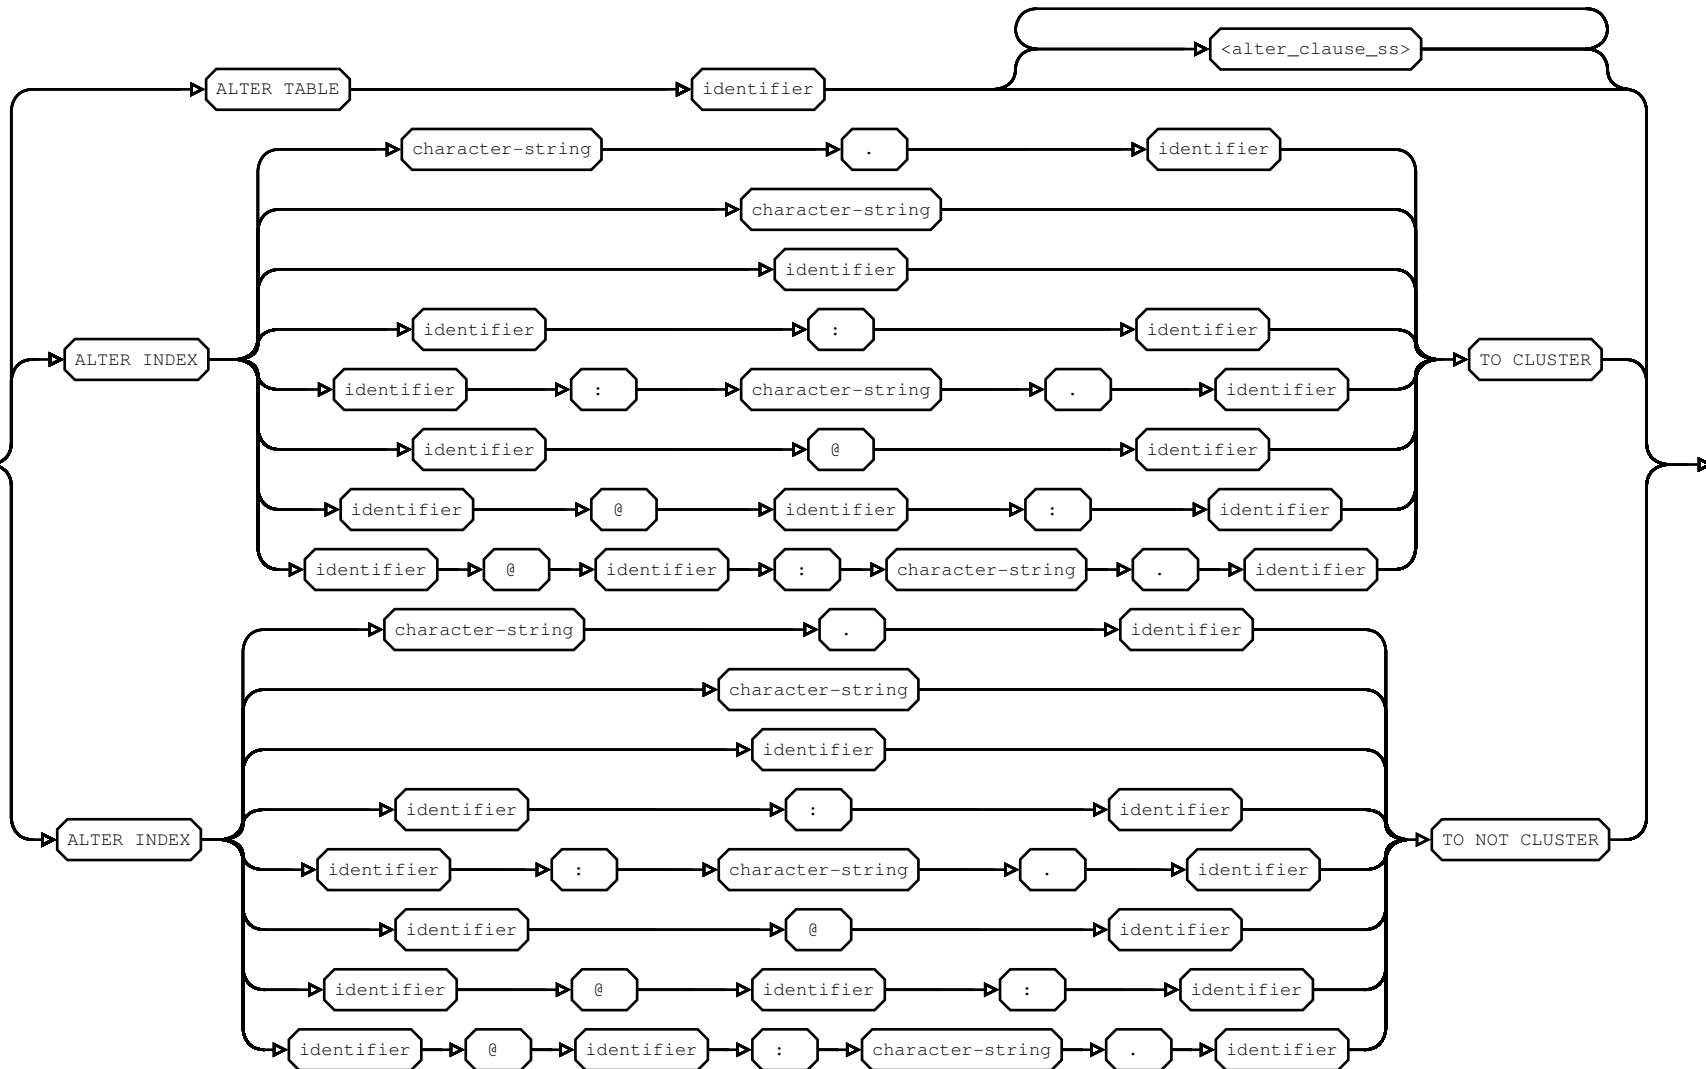 <alter_clause_ss>
ALTER TABLE identifier
character-string . identifier
character-string
identifier
identifier : identifier
ALTER INDEX TO CLUSTER
identifier : character-string . identifier
identifier @ identifier
identifier @ identifier : identifier
identifier @ identifier : character-string . identifier
character-string . identifier
character-string
identifier
identifier : identifier
ALTER INDEX TO NOT CLUSTER
identifier : character-string . identifier
identifier @ identifier
identifier @ identifier : identifier
identifier @ identifier : character-string . identifier